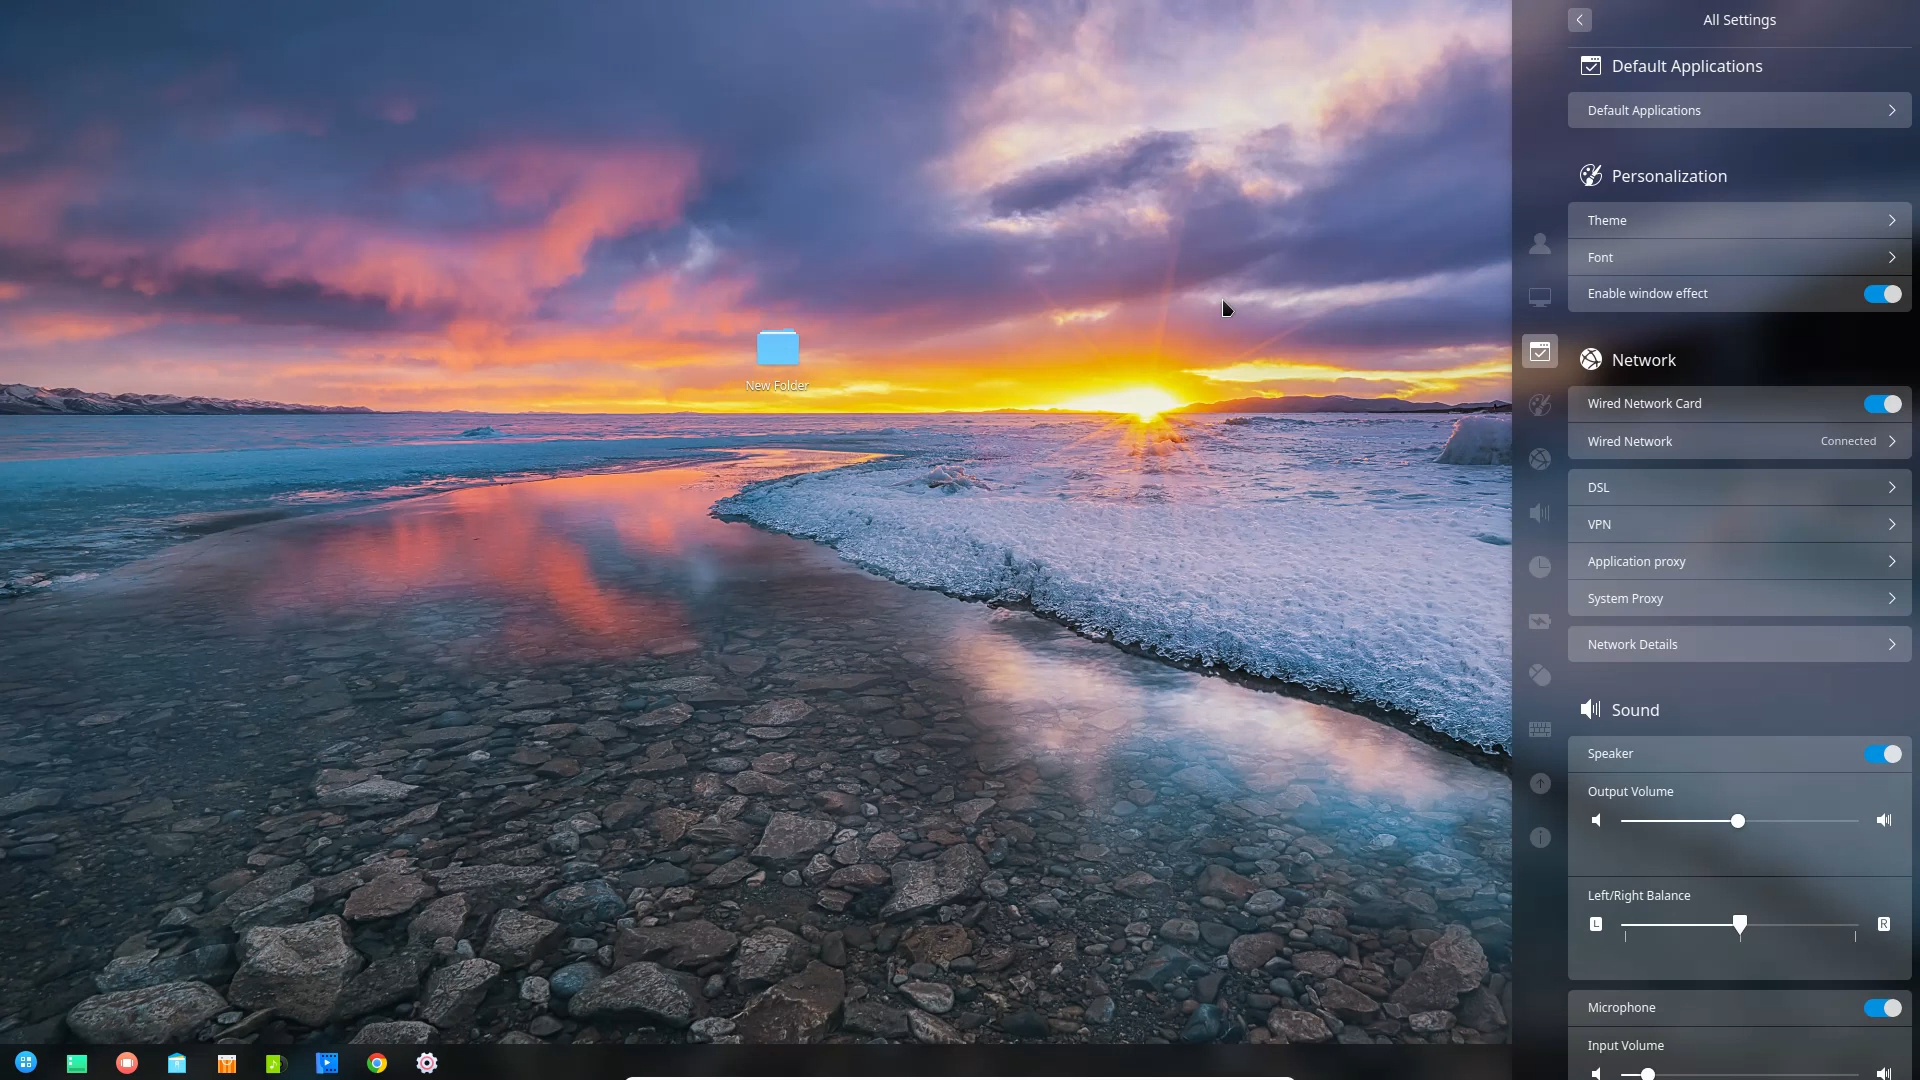 All Settings
Default Applications
Default Applications
Personalization
Theme
Font
Enable window effect
Network
Wired Network Card
Wired Network Connected
DSL
VPN
Application proxy
System Proxy
Network Details
Sound
Speaker
Output Volume
Left/Right Balance
L R
Microphone
Input Volume
New Folder